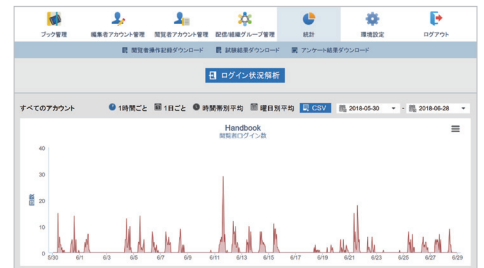 ブック管理 編集者アカウント管理 閲覧者アカウント管理 配信/組織グループ管理 統計 環境設定 ログアウト
閲覧者操作記録ダウンロード 試験結果ダウンロード アンケート結果ダウンロード
ログイン状況解析
すべてのアカウント 1時間ごと 1日ごと 時間帯別平均 曜日別平均 CSV 2018-05-30 - 2018-06-28
Handbook
閲覧者ログイン数
40
30
20
10
0
回数
5/30 6/1 6/3 6/5 6/7 6/9 6/11 6/13 6/15 6/17 6/19 6/21 6/23 6/25 6/27 6/29